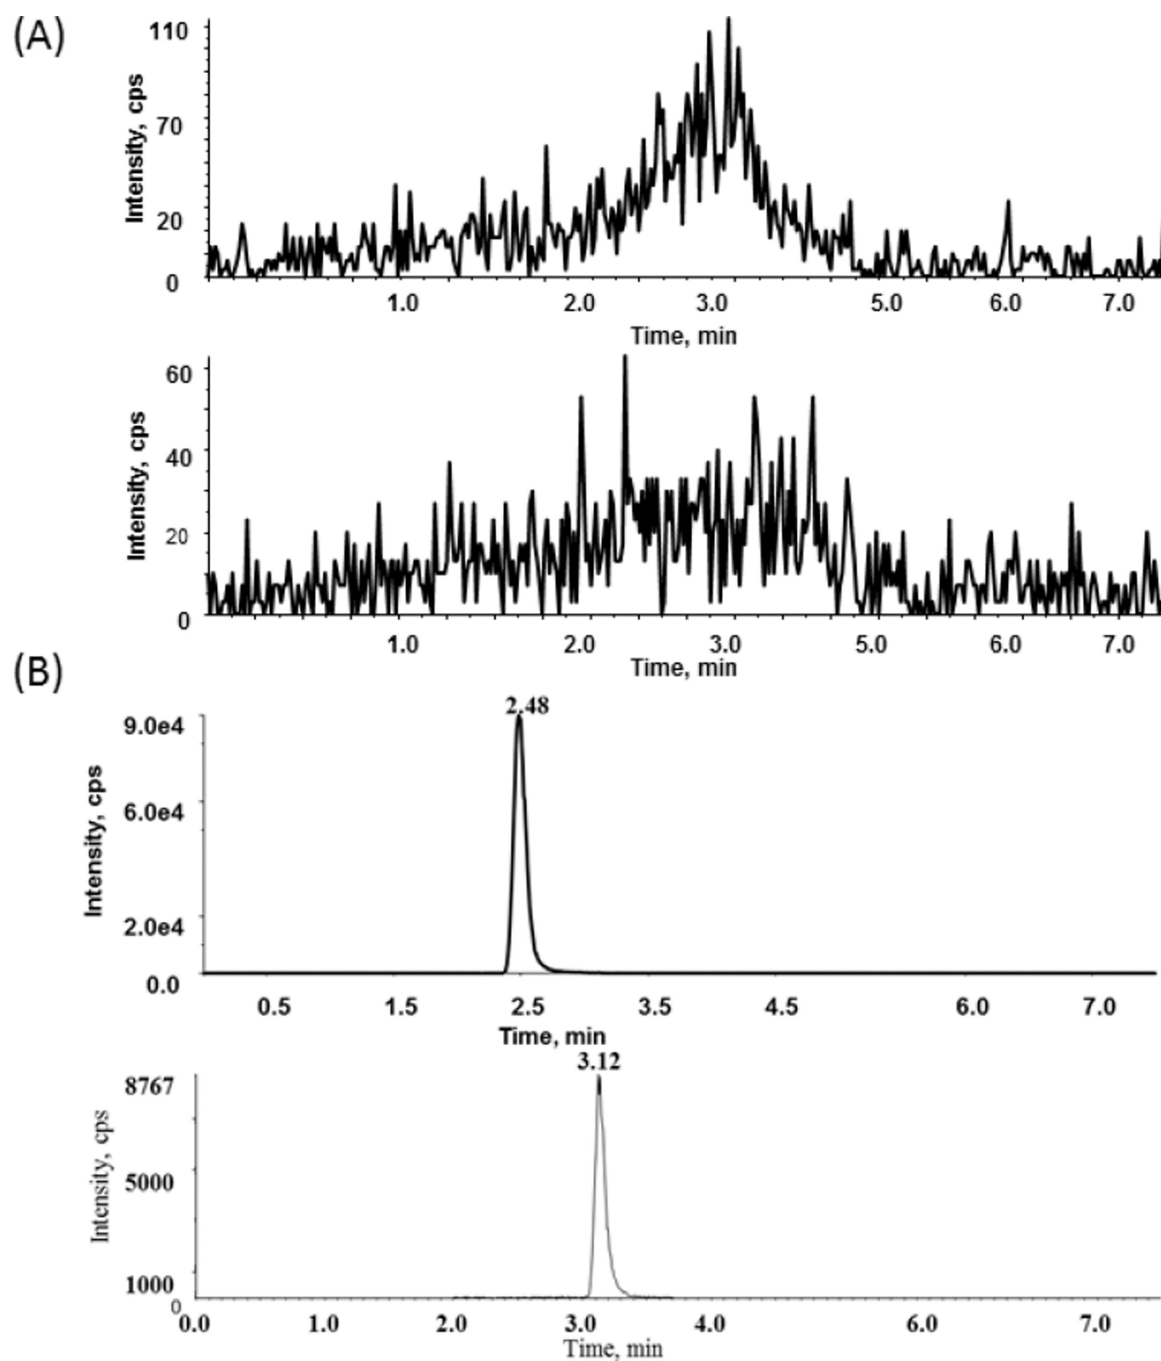 (A)
110
70
20
0
Intensity, cps
1.0 2.0 3.0 5.0 6.0 7.0
Time, min
60
40
20
0
Intensity, cps
1.0 2.0 3.0 5.0 6.0 7.0
Time, min
(B)
2.48
9.0e4
6.0e4
2.0e4
0.0
Intensity, cps
0.5 1.5 2.5 3.5 4.5 6.0 7.0
Time, min
3.12
8767
5000
1000
0
Intensity, cps
0.0 1.0 2.0 3.0 4.0 6.0 7.0
Time, min